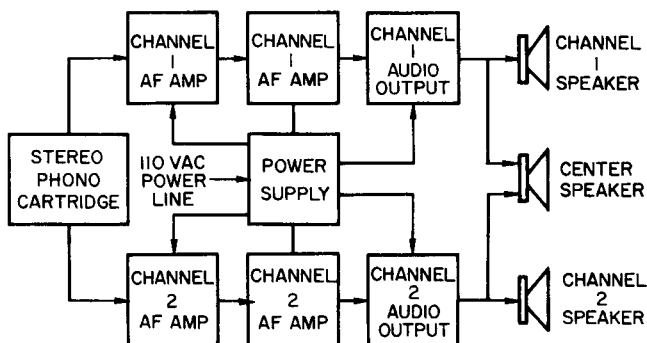 CHANNEL
1
AF AMP
CHANNEL
1
AF AMP
CHANNEL
1
AUDIO
OUTPUT
CHANNEL
1
SPEAKER
STEREO
PHONO
CARTRIDGE
110 VAC
POWER
LINE
POWER
SUPPLY
CENTER
SPEAKER
CHANNEL
2
AF AMP
CHANNEL
2
AF AMP
CHANNEL
2
AUDIO
OUTPUT
CHANNEL
2
SPEAKER